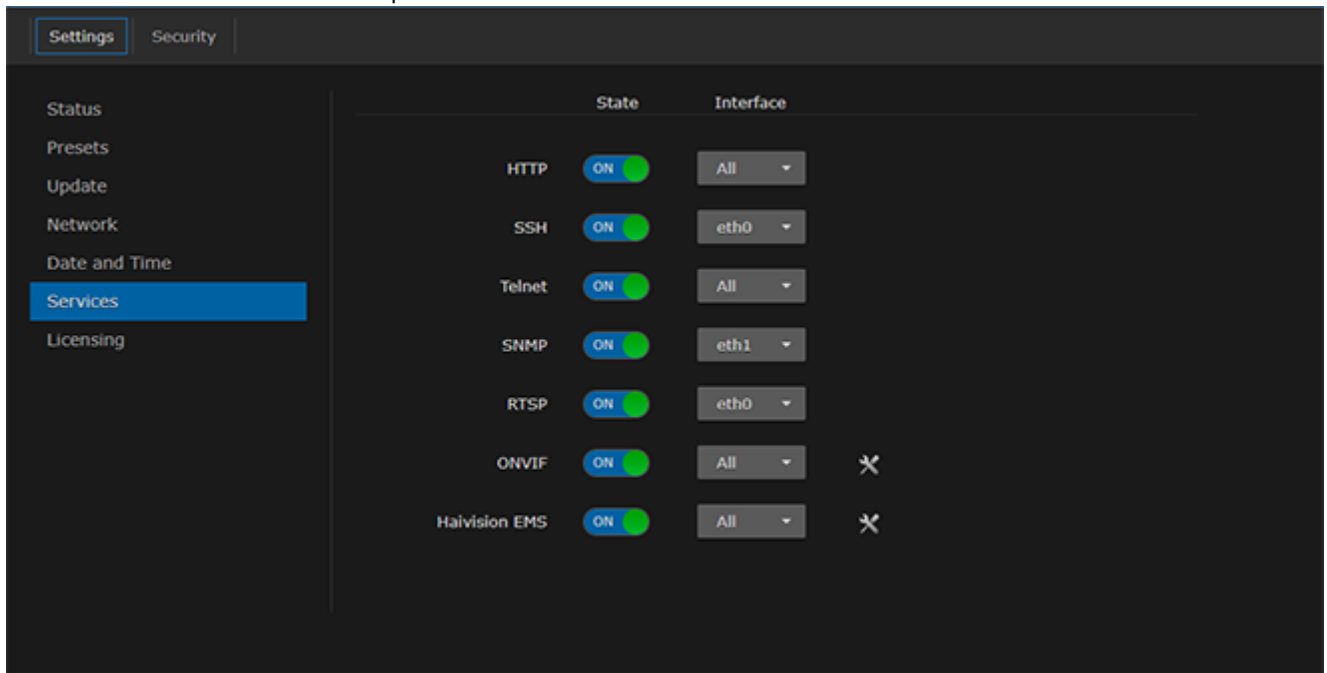 Settings Security
Status
Presets
Update
Network
Date and Time
Services
Licensing
State Interface
HTTP ON All
SSH ON eth0
Telnet ON All
SNMP ON eth1
RTSP ON eth0
ONVIF ON All
Haivision EMS ON All